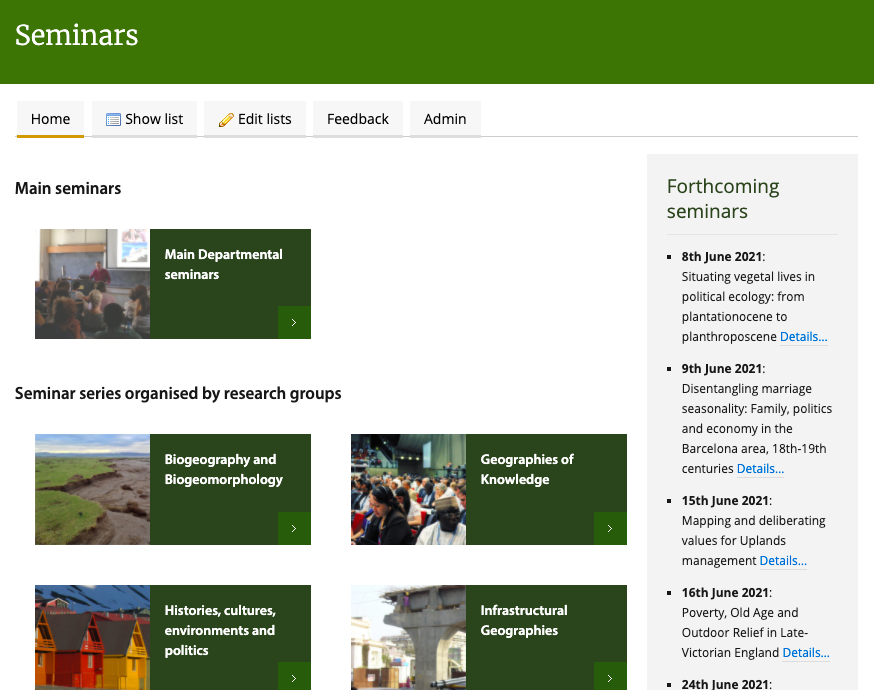 Seminars
Home
Show list
Edit lists
Feedback
Admin
Main seminars
Main Departmental
seminars
Seminar series organised by research groups
Biogeography and
Biogeomorphology
Geographies of
Knowledge
Histories, cultures,
environments and
politics
Infrastructural
Geographies
Forthcoming
seminars
8th June 2021:
Situating vegetal lives in
political ecology: from
plantationocene to
planthroposcene Details...
9th June 2021:
Disentangling marriage
seasonality: Family, politics
and economy in the
Barcelona area, 18th-19th
centuries Details...
15th June 2021:
Mapping and deliberating
values for Uplands
management Details...
16th June 2021:
Poverty, Old Age and
Outdoor Relief in Late-
Victorian England Details...
24th June 2021: